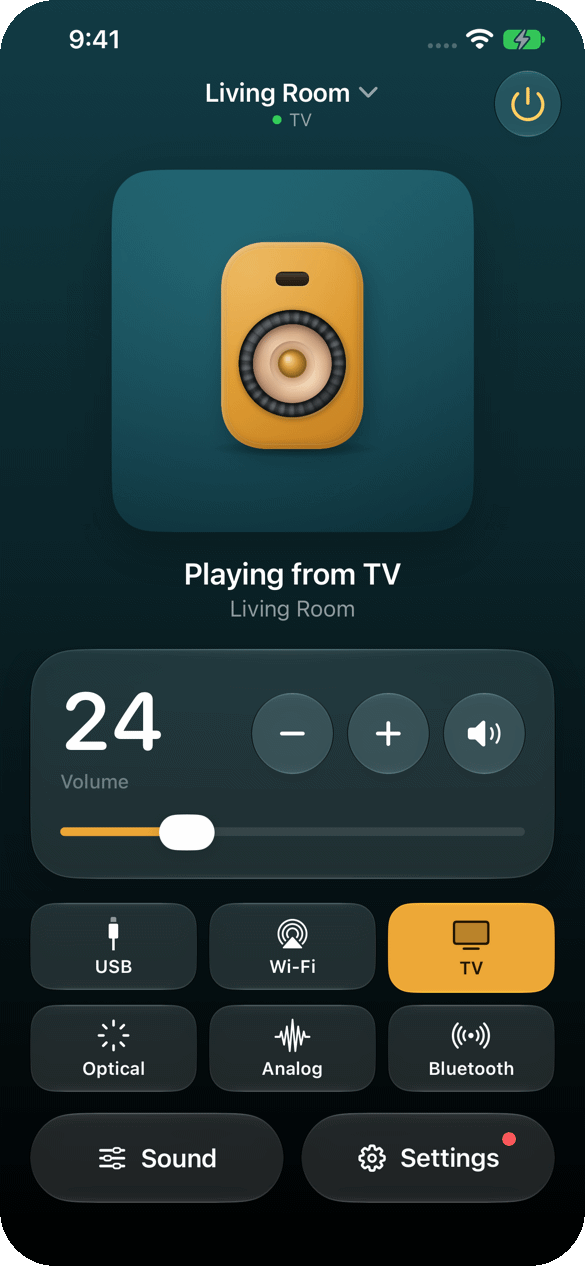 9:41
Living Room
TV
Playing from TV
Living Room
24
Volume
USB
Wi-Fi
TV
Optical
Analog
Bluetooth
Sound
Settings